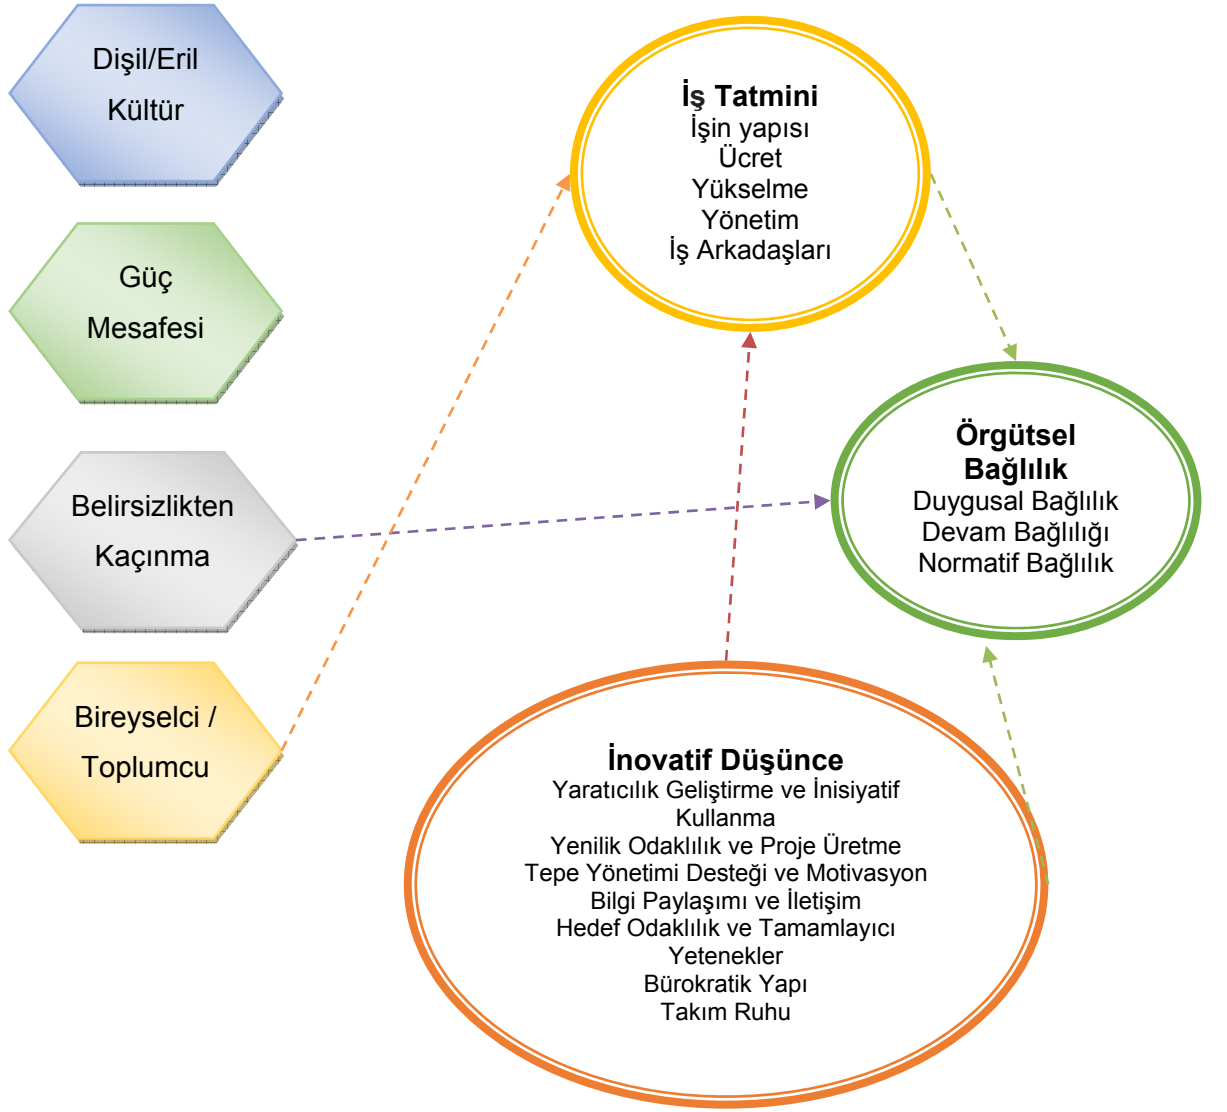 Dişil/Eril
Kültür
Güç
Mesafesi
Belirsizlikten
Kaçınma
Bireyselci /
Toplumcu
İş Tatmini
İşin yapısı
Ücret
Yükselme
Yönetim
İş Arkadaşları
Örgütsel
Bağlılık
Duygusal Bağlılık
Devam Bağlılığı
Normatif Bağlılık
İnovatif Düşünce
Yaratıcılık Geliştirme ve İnisiyatif
Kullanma
Yenilik Odaklılık ve Proje Üretme
Tepe Yönetimi Desteği ve Motivasyon
Bilgi Paylaşımı ve İletişim
Hedef Odaklılık ve Tamamlayıcı
Yetenekler
Bürokratik Yapı
Takım Ruhu